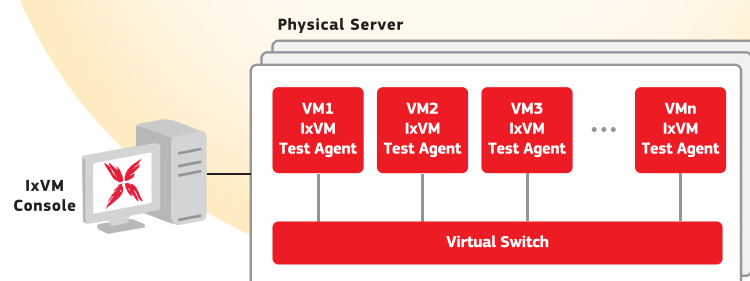 Physical Server
VM1
IxVM
Test Agent
VM2
IxVM
Test Agent
VM3
IxVM
Test Agent
...
VMn
IxVM
Test Agent
IxVM
Console
Virtual Switch